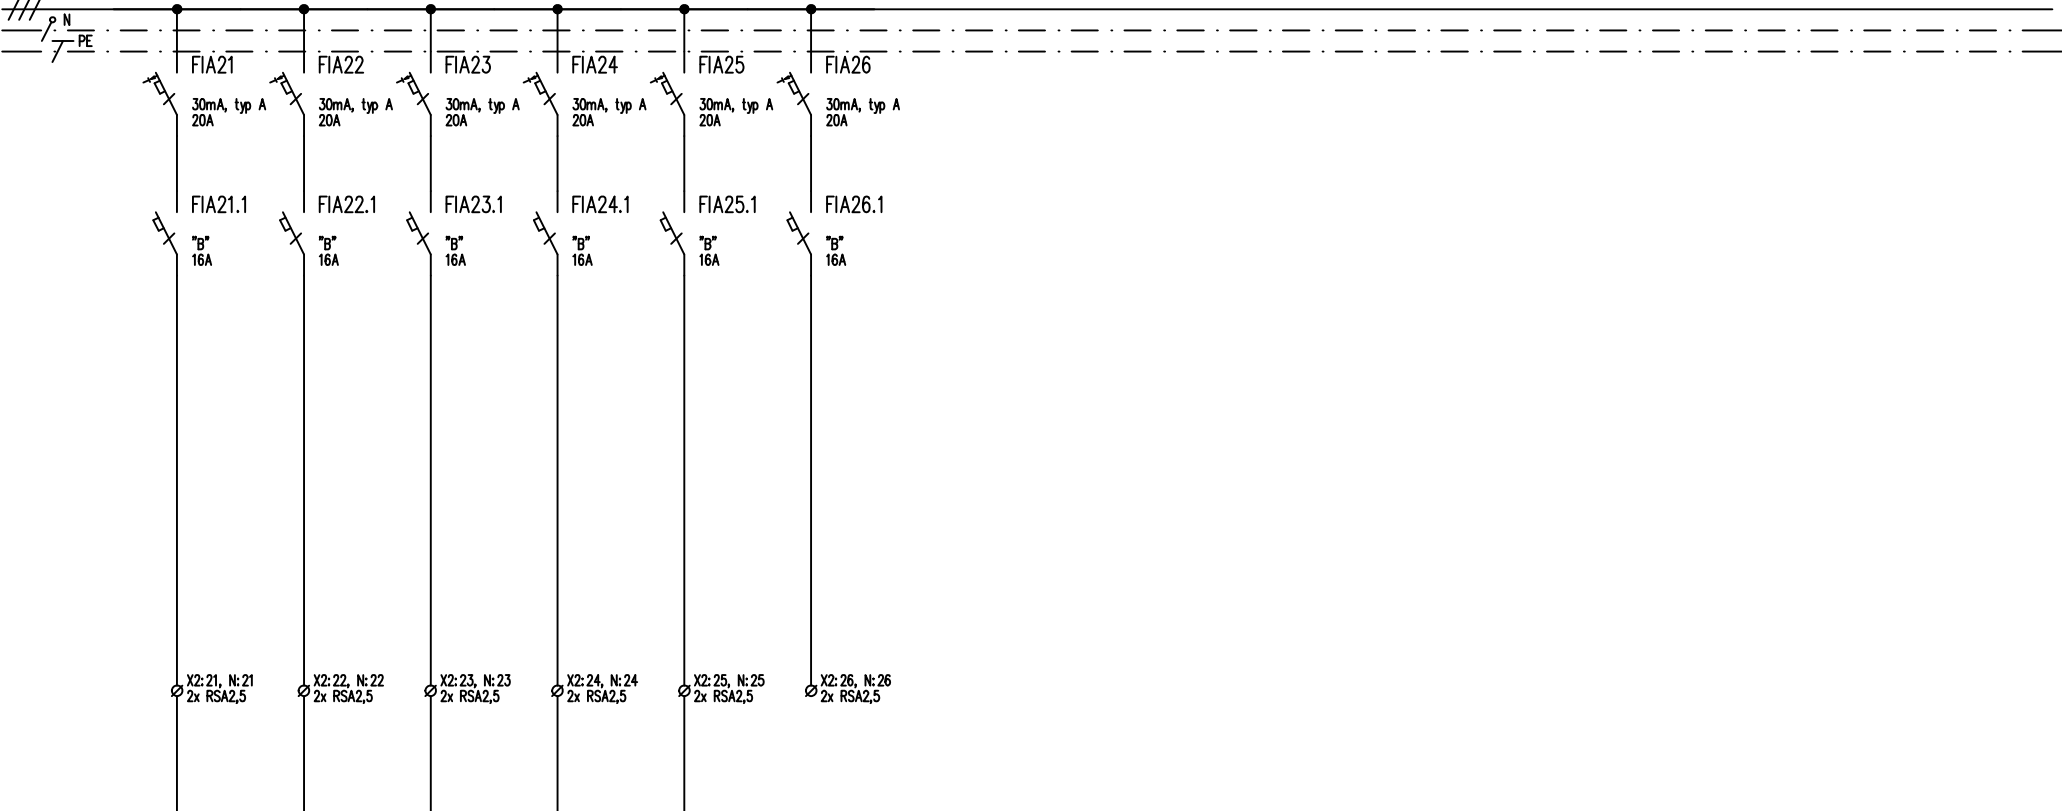 N
PE
FIA21 FIA22 FIA23 FIA24 FIA25 FIA26
30mA, typ A 30mA, typ A 30mA, typ A 30mA, typ A 30mA, typ A 30mA, typ A
20A 20A 20A 20A 20A 20A
FIA21.1 FIA22.1 FIA23.1 FIA24.1 FIA25.1 FIA26.1
"B" "B" "B" "B" "B" "B"
16A 16A 16A 16A 16A 16A
X2:21, N:21 X2:22, N:22 X2:23, N:23 X2:24, N:24 X2:25, N:25 X2:26, N:26
2x RSA2,5 2x RSA2,5 2x RSA2,5 2x RSA2,5 2x RSA2,5 2x RSA2,5